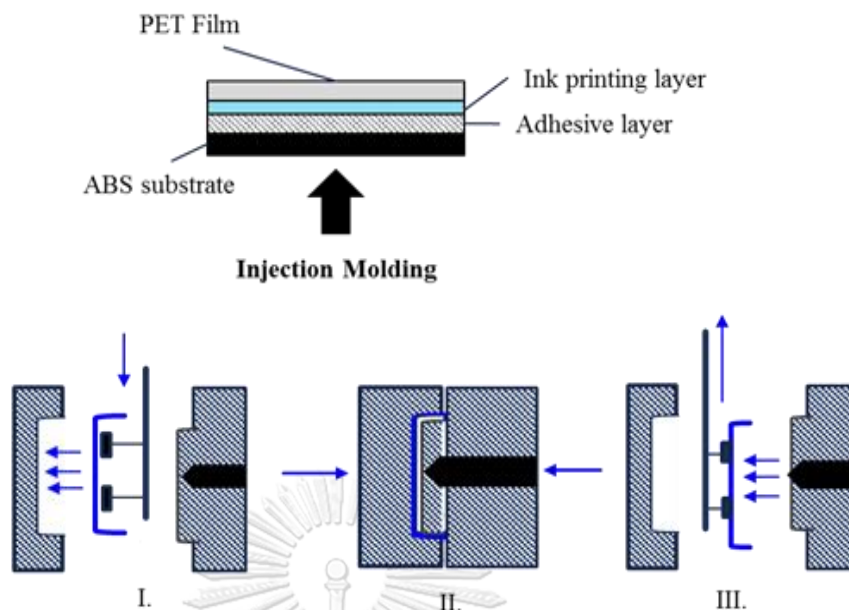 PET Film
Ink printing layer
Adhesive layer
ABS substrate
Injection Molding
I.
II.
III.